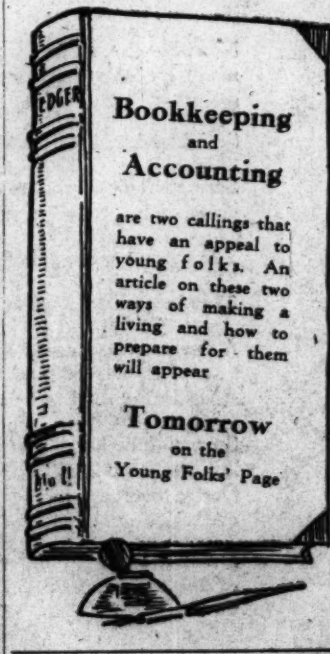 LEDGER
Bookkeeping
and
Accounting
are two callings that
have an appeal to
young folks. An
article on these two
ways of making a
living and how to
prepare for them
will appear
Tomorrow
on the
Young Folks' Page